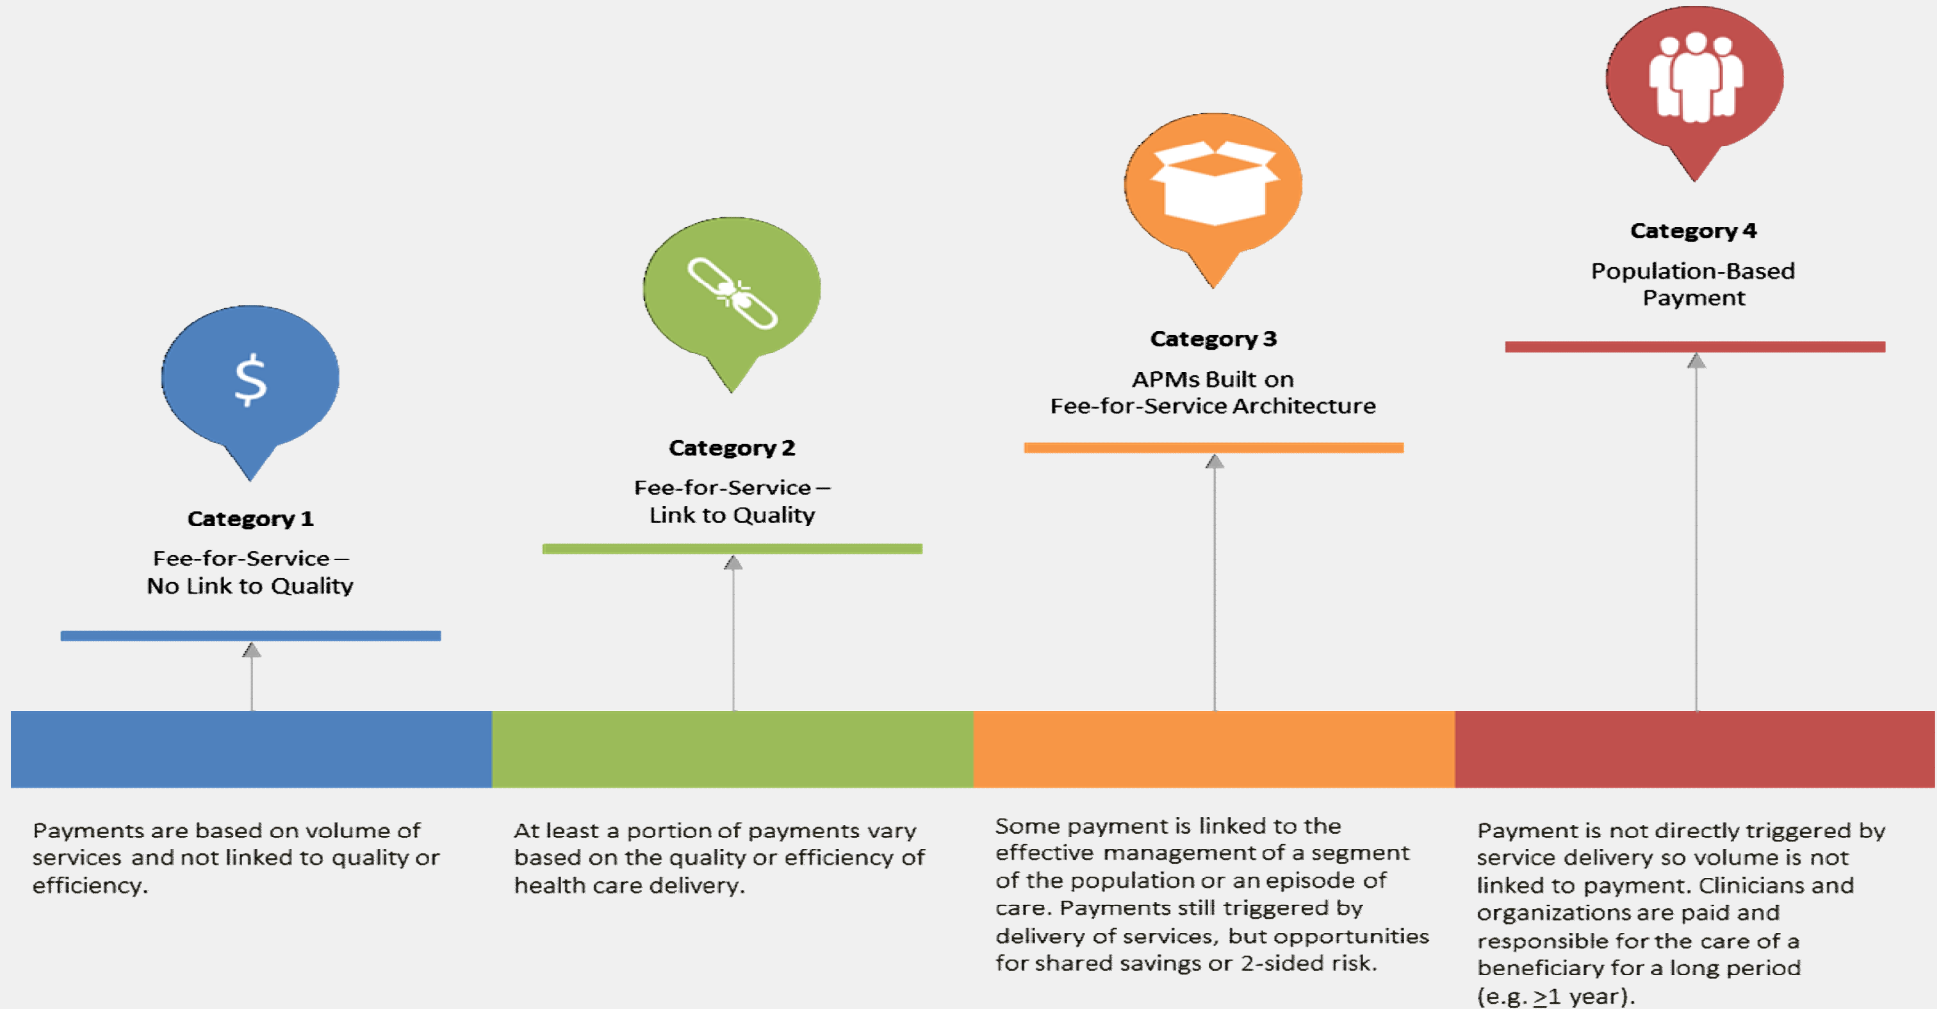 $
Category 1
Fee-for-Service –
No Link to Quality
Category 2
Fee-for-Service –
Link to Quality
Category 3
APMs Built on
Fee-for-Service Architecture
Category 4
Population-Based
Payment
Payments are based on volume of
services and not linked to quality or
efficiency.
At least a portion of payments vary
based on the quality or efficiency of
health care delivery.
Some payment is linked to the
effective management of a segment
of the population or an episode of
care. Payments still triggered by
delivery of services, but opportunities
for shared savings or 2-sided risk.
Payment is not directly triggered by
service delivery so volume is not
linked to payment. Clinicians and
organizations are paid and
responsible for the care of a
beneficiary for a long period
(e.g. ≥1 year).